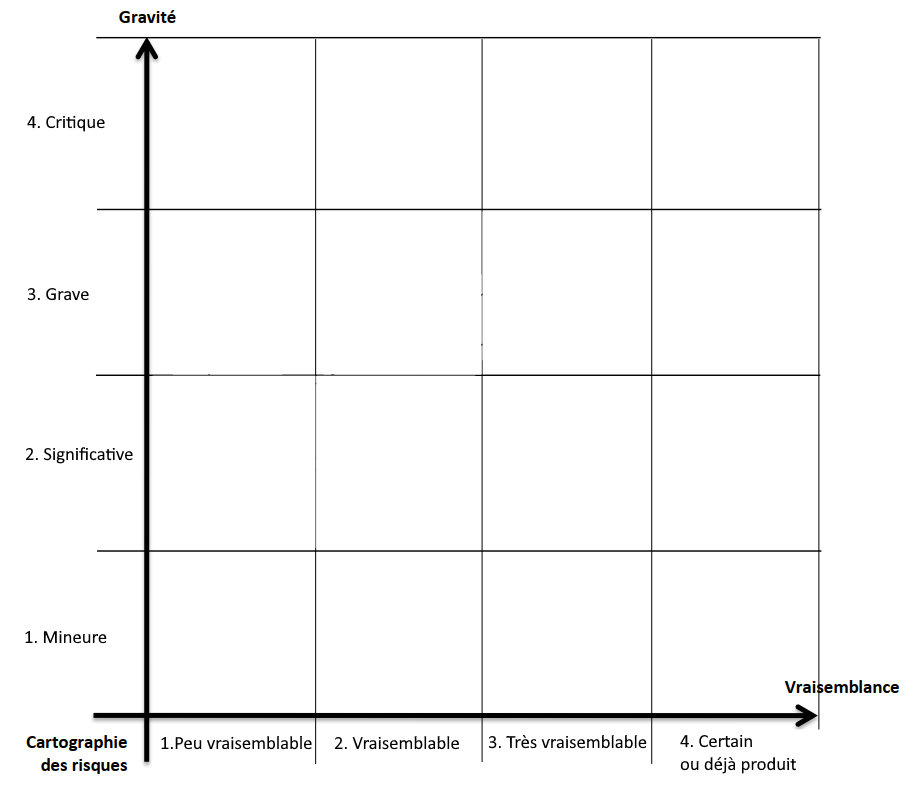 Gravité
4. Critique
3. Grave
2. Significative
1. Mineure
Vraisemblance
Cartographie
des risques
1.Peu vraisemblable
2. Vraisemblable
3. Très vraisemblable
4. Certain
ou déjà produit